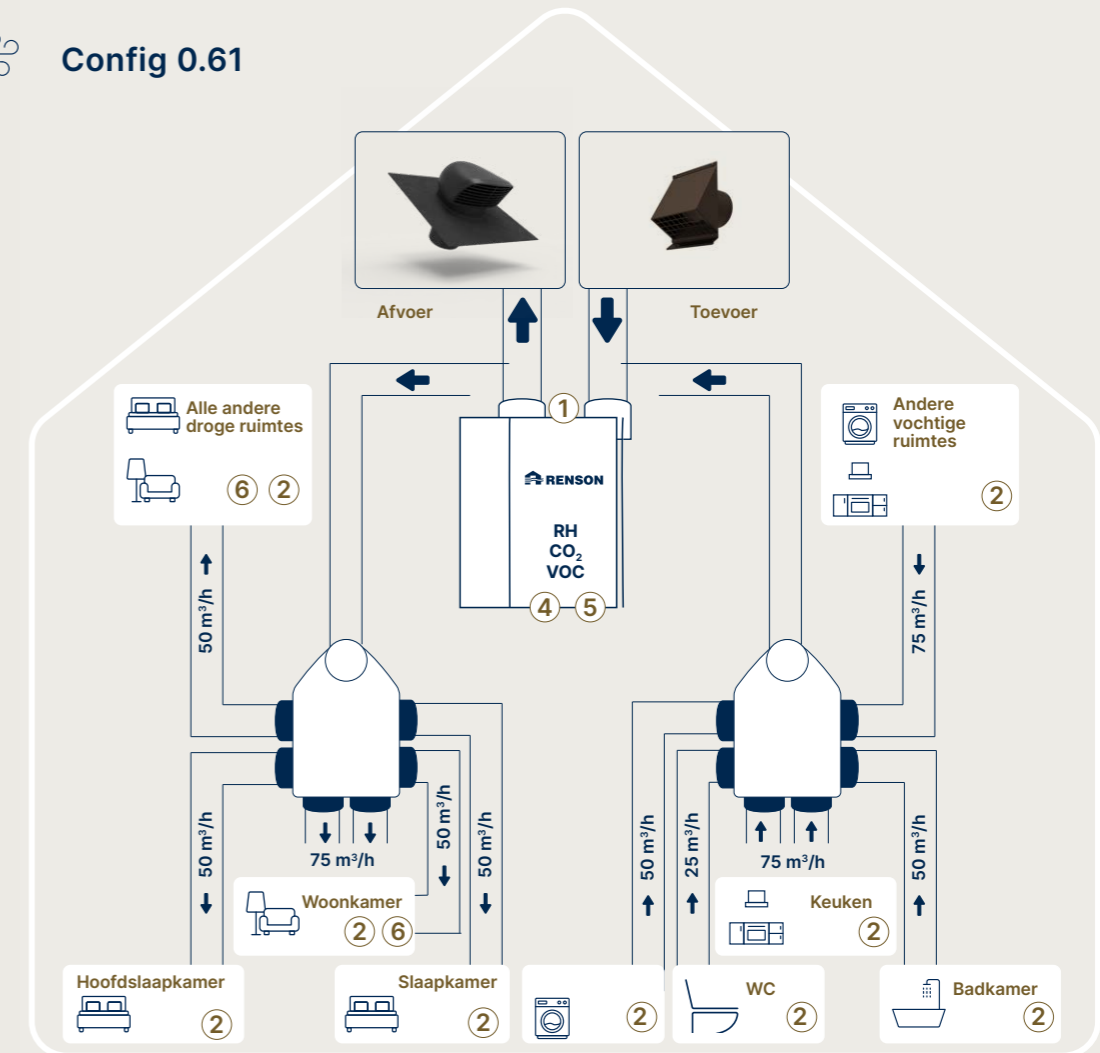 Config 0.61
Afvoer
Toevoer
1
Alle andere
droge ruimtes
6 2
RENSON
RH
CO₂
VOC
4 5
Andere
vochtige
ruimtes
2
50 m³/h
75 m³/h
50 m³/h
75 m³/h
50 m³/h
50 m³/h
50 m³/h
25 m³/h
75 m³/h
50 m³/h
Woonkamer
2 6
Keuken
2
Hoofdslaapkamer
2
Slaapkamer
2
2
WC
2
Badkamer
2